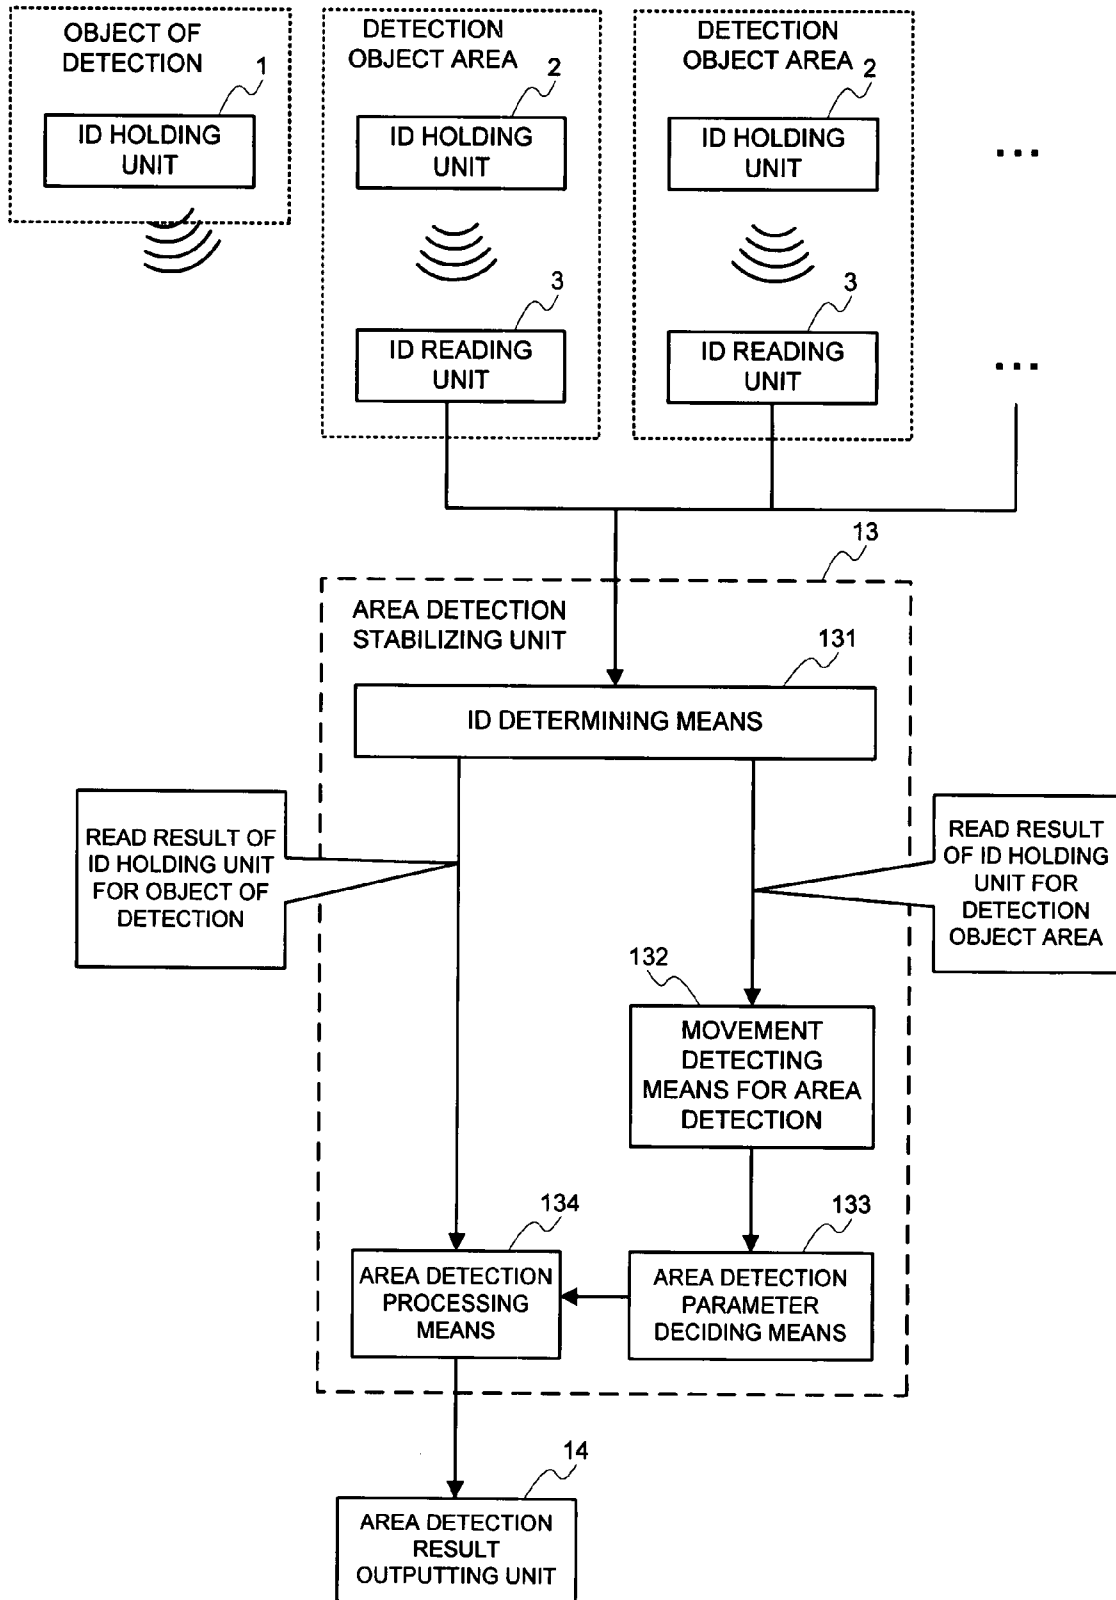 OBJECT OF
DETECTION
1
ID HOLDING
UNIT
DETECTION
OBJECT AREA
2
ID HOLDING
UNIT
3
ID READING
UNIT
DETECTION
OBJECT AREA
2
ID HOLDING
UNIT
3
ID READING
UNIT
...
...
13
AREA DETECTION
STABILIZING UNIT
131
ID DETERMINING MEANS
READ RESULT OF
ID HOLDING UNIT
FOR OBJECT OF
DETECTION
READ RESULT
OF ID HOLDING
UNIT FOR
DETECTION
OBJECT AREA
132
MOVEMENT
DETECTING
MEANS FOR AREA
DETECTION
134
AREA DETECTION
PROCESSING
MEANS
133
AREA DETECTION
PARAMETER
DECIDING MEANS
14
AREA DETECTION
RESULT
OUTPUTTING UNIT